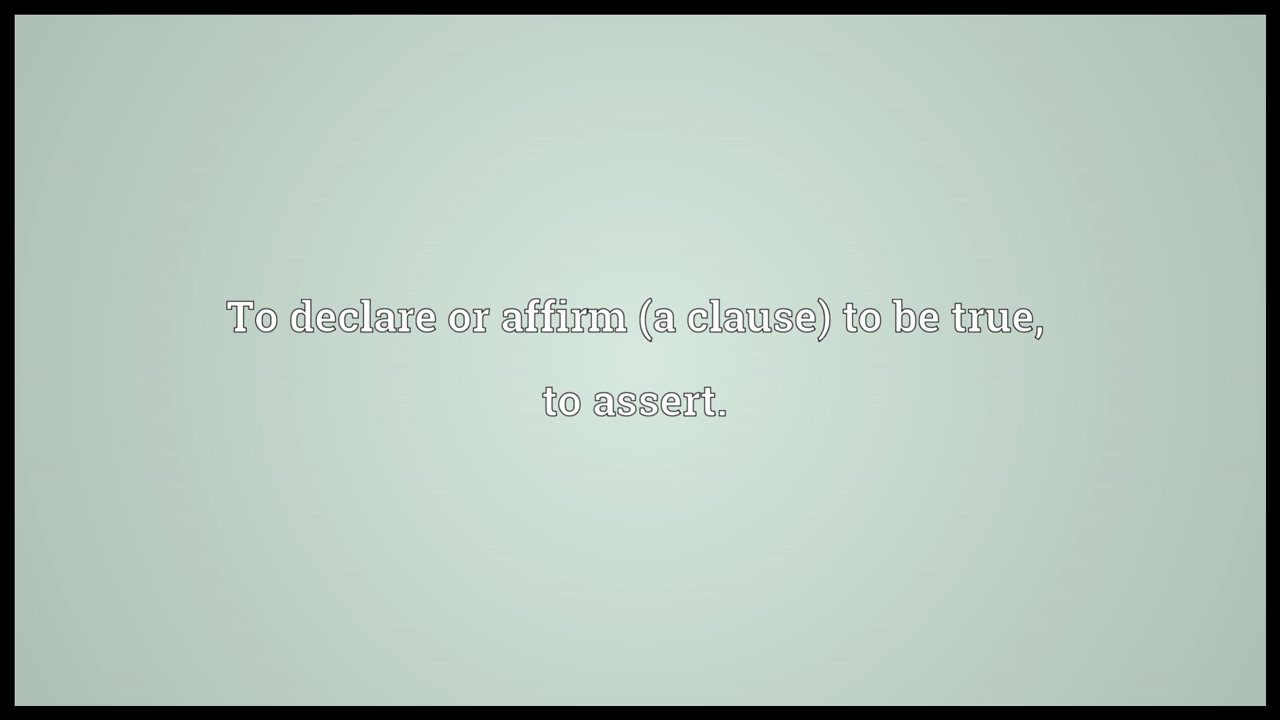 To declare or affirm (a clause) to be true,
to assert.